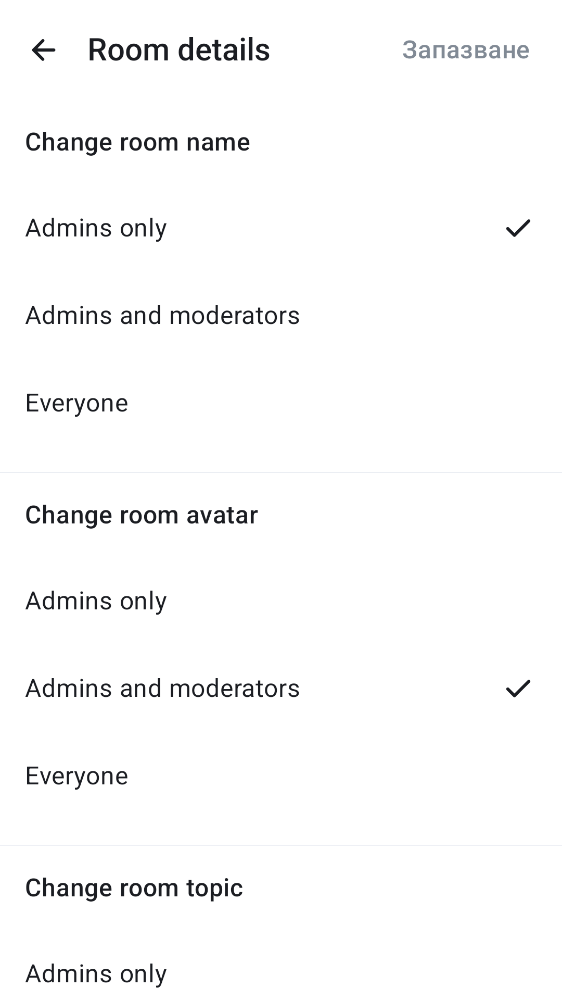 Room details
Запазване
Change room name
Admins only
Admins and moderators
Everyone
Change room avatar
Admins only
Admins and moderators
Everyone
Change room topic
Admins only